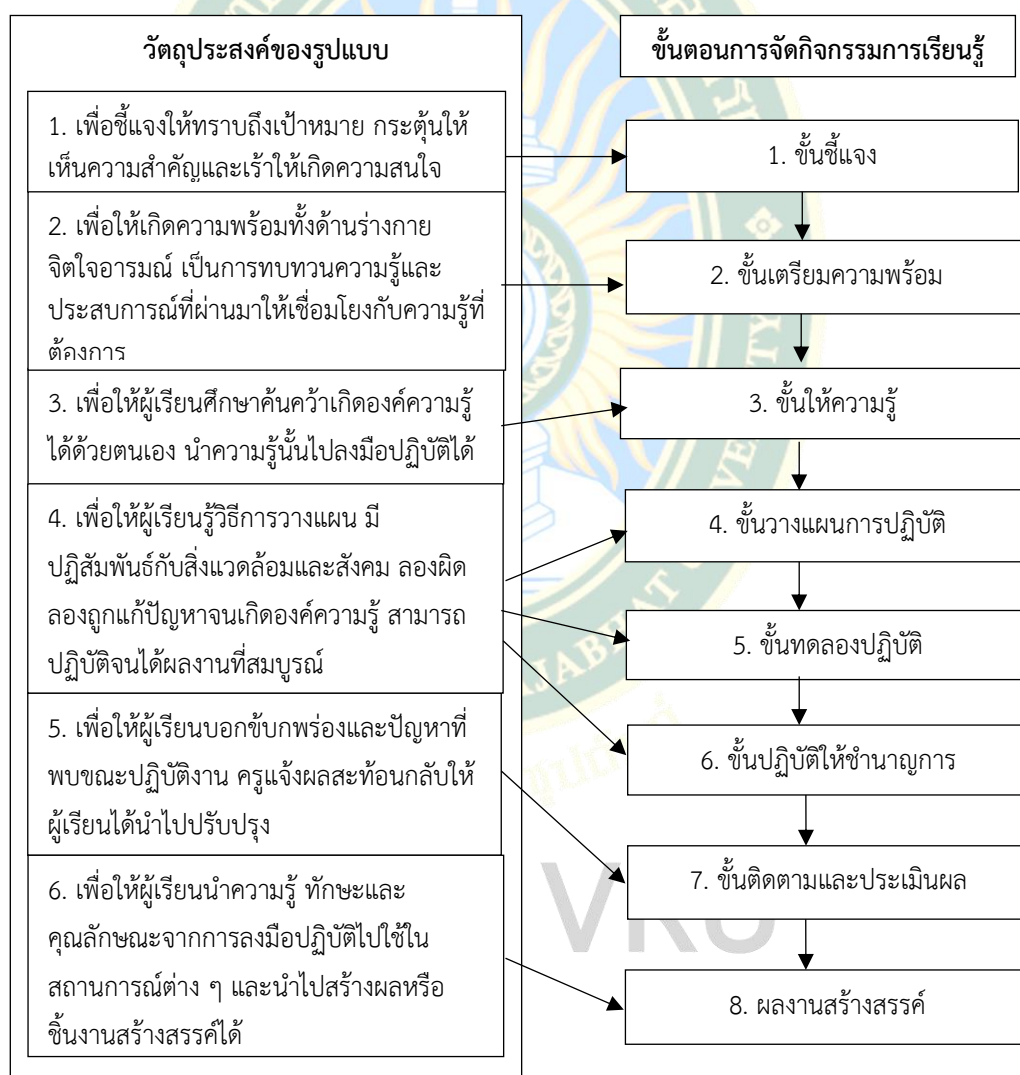 วัตถุประสงค์ของรูปแบบ
1. เพื่อชี้แจงให้ทราบถึงเป้าหมาย กระตุ้นให้
เห็นความสำคัญและเร้าให้เกิดความสนใจ
2. เพื่อให้เกิดความพร้อมทั้งด้านร่างกาย
จิตใจอารมณ์ เป็นการทบทวนความรู้และ
ประสบการณ์ที่ผ่านมาให้เชื่อมโยงกับความรู้ที่
ต้องการ
3. เพื่อให้ผู้เรียนศึกษาค้นคว้าเกิดองค์ความรู้
ได้ด้วยตนเอง นำความรู้นั้นไปลงมือปฏิบัติได้
4. เพื่อให้ผู้เรียนรู้วิธีการวางแผน มี
ปฏิสัมพันธ์กับสิ่งแวดล้อมและสังคม ลองผิด
ลองถูกแก้ปัญหาจนเกิดองค์ความรู้ สามารถ
ปฏิบัติจนได้ผลงานที่สมบูรณ์
5. เพื่อให้ผู้เรียนบอกข้บกพร่องและปัญหาที่
พบขณะปฏิบัติงาน ครูแจ้งผลสะท้อนกลับให้
ผู้เรียนได้นำไปปรับปรุง
6. เพื่อให้ผู้เรียนนำความรู้ ทักษะและ
คุณลักษณะจากการลงมือปฏิบัติไปใช้ใน
สถานการณ์ต่าง ๆ และนำไปสร้างผลหรือ
ชิ้นงานสร้างสรรค์ได้
ขั้นตอนการจัดกิจกรรมการเรียนรู้
1. ขั้นชี้แจง
2. ขั้นเตรียมความพร้อม
3. ขั้นให้ความรู้
4. ขั้นวางแผนการปฏิบัติ
5. ขั้นทดลองปฏิบัติ
6. ขั้นปฏิบัติให้ชำนาญการ
7. ขั้นติดตามและประเมินผล
8. ผลงานสร้างสรรค์
VRU